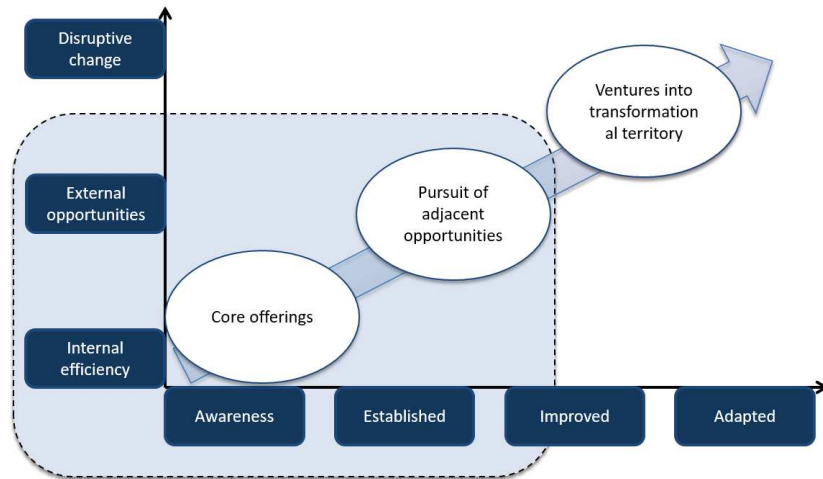 Disruptive
change
Ventures into
transformation
al territory
External
opportunities
Pursuit of
adjacent
opportunities
Core offerings
Internal
efficiency
Awareness
Established
Improved
Adapted